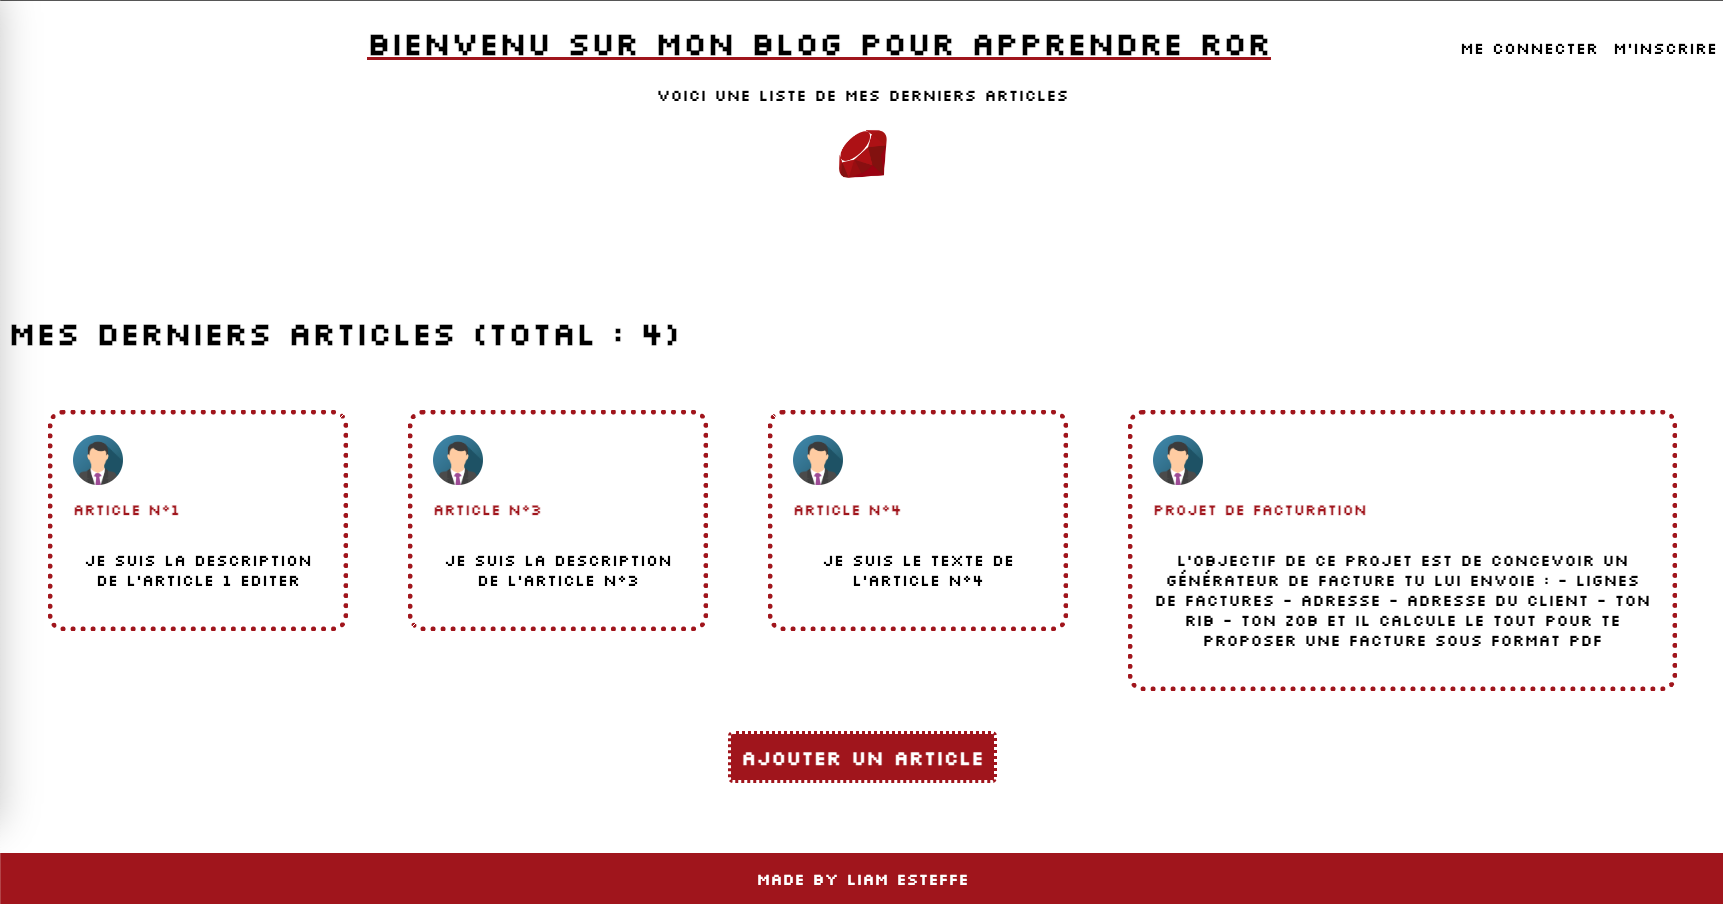 BIENVENU SUR MON BLOG POUR APPRENDRE ROR
ME CONNECTER M'INSCRIRE
VOICI UNE LISTE DE MES DERNIERS ARTICLES
MES DERNIERS ARTICLES (TOTAL : 4)
ARTICLE N°1
JE SUIS LA DESCRIPTION
DE L'ARTICLE 1 EDITER
ARTICLE N°3
JE SUIS LA DESCRIPTION
DE L'ARTICLE N°3
ARTICLE N°4
JE SUIS LE TEXTE DE
L'ARTICLE N°4
PROJET DE FACTURATION
L'OBJECTIF DE CE PROJET EST DE CONCEVOIR UN
GÉNÉRATEUR DE FACTURE TU LUI ENVOIE : - LIGNES
DE FACTURES - ADRESSE - ADRESSE DU CLIENT - TON
RIB - TON ZOB ET IL CALCULE LE TOUT POUR TE
PROPOSER UNE FACTURE SOUS FORMAT PDF
AJOUTER UN ARTICLE
MADE BY LIAM ESTEFFE